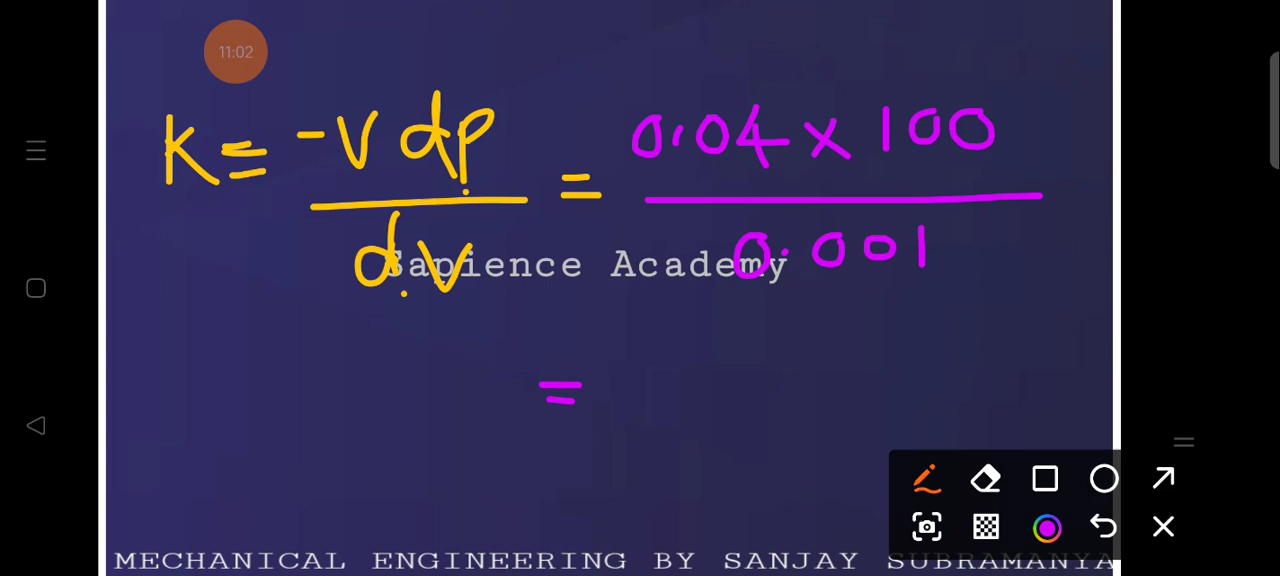 11:02
K = -V dp / dV = 0.04 x 100 / 0.001
Sapience Academy
=
MECHANICAL ENGINEERING BY SANJAY SUBRAMANYA